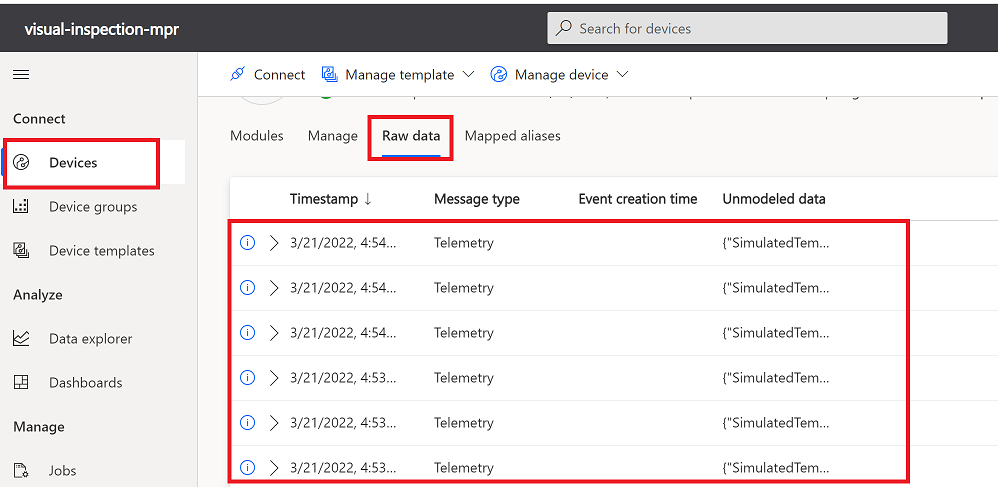 visual-inspection-mpr
Search for devices
Connect
Manage template
Manage device
Connect
Devices
Device groups
Device templates
Analyze
Data explorer
Dashboards
Manage
Jobs
Modules
Manage
Raw data
Mapped aliases
Timestamp ↓
Message type
Event creation time
Unmodeled data
3/21/2022, 4:54... Telemetry {"SimulatedTem...
3/21/2022, 4:54... Telemetry {"SimulatedTem...
3/21/2022, 4:54... Telemetry {"SimulatedTem...
3/21/2022, 4:53... Telemetry {"SimulatedTem...
3/21/2022, 4:53... Telemetry {"SimulatedTem...
3/21/2022, 4:53... Telemetry {"SimulatedTem...